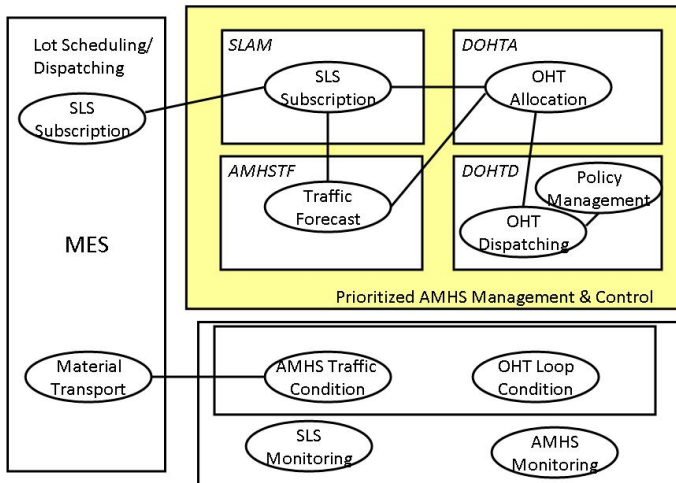 Lot Scheduling/
Dispatching
SLS
Subscription
MES
Material
Transport
SLAM
SLS
Subscription
DOHTA
OHT
Allocation
AMHSTF
Traffic
Forecast
DOHTD
Policy
Management
OHT
Dispatching
Prioritized AMHS Management & Control
AMHS Traffic
Condition
OHT Loop
Condition
SLS
Monitoring
AMHS
Monitoring